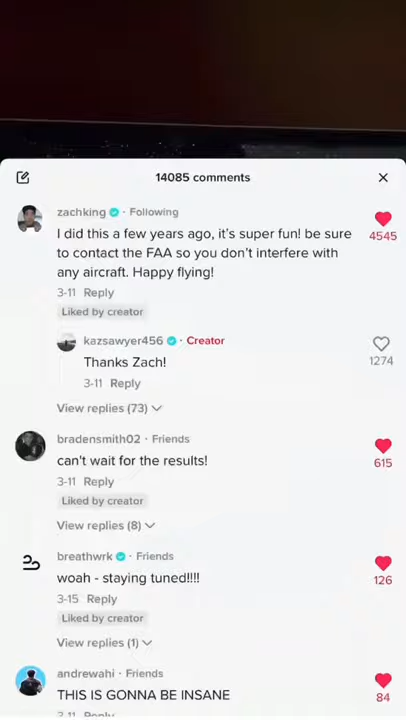 14085 comments
zachking · Following
I did this a few years ago, it's super fun! be sure
to contact the FAA so you don't interfere with
any aircraft. Happy flying!
4545
3-11 Reply
Liked by creator
kazsawyer456 · Creator
Thanks Zach!
1274
3-11 Reply
View replies (73)
bradensmith02 · Friends
can't wait for the results!
615
3-11 Reply
Liked by creator
View replies (8)
breathwrk · Friends
woah - staying tuned!!!!
126
3-15 Reply
Liked by creator
View replies (1)
andrewahi · Friends
THIS IS GONNA BE INSANE
84
3-11 Reply